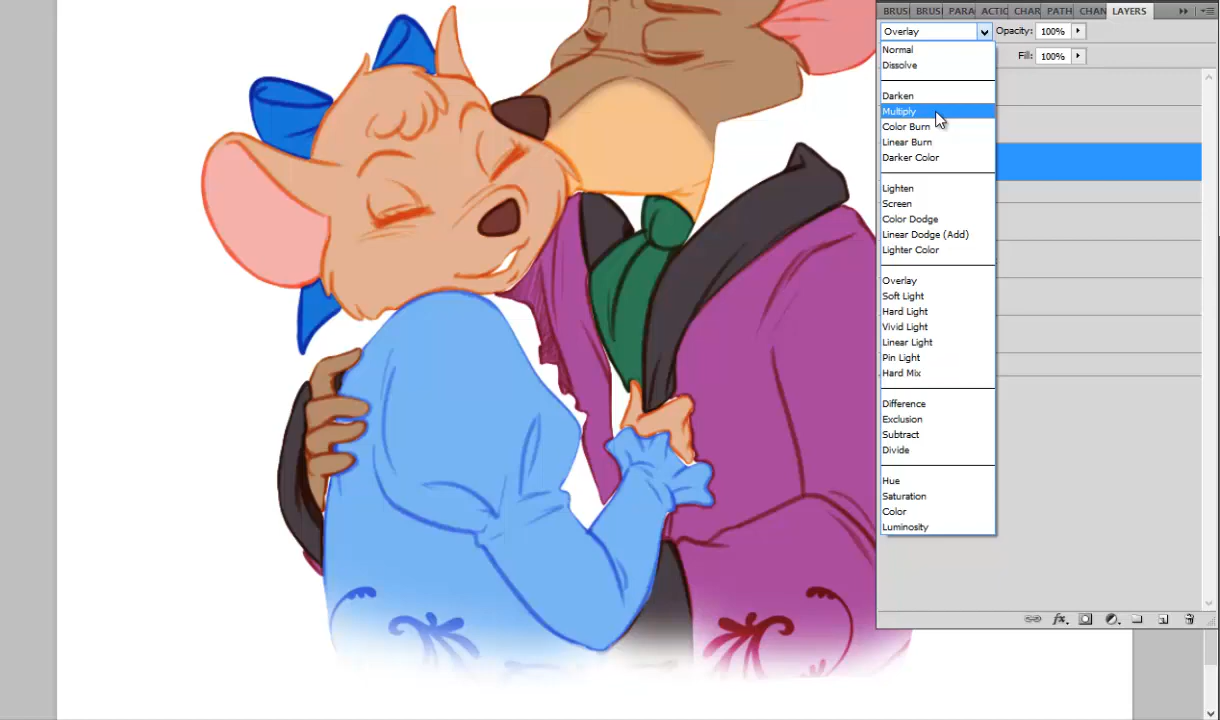 BRUS BRUS PARA ACTIC CHAR PATH CHAN LAYERS
Overlay Opacity: 100%
Normal Fill: 100%
Dissolve
Darken
Multiply
Color Burn
Linear Burn
Darker Color
Lighten
Screen
Color Dodge
Linear Dodge (Add)
Lighter Color
Overlay
Soft Light
Hard Light
Vivid Light
Linear Light
Pin Light
Hard Mix
Difference
Exclusion
Subtract
Divide
Hue
Saturation
Color
Luminosity
fx